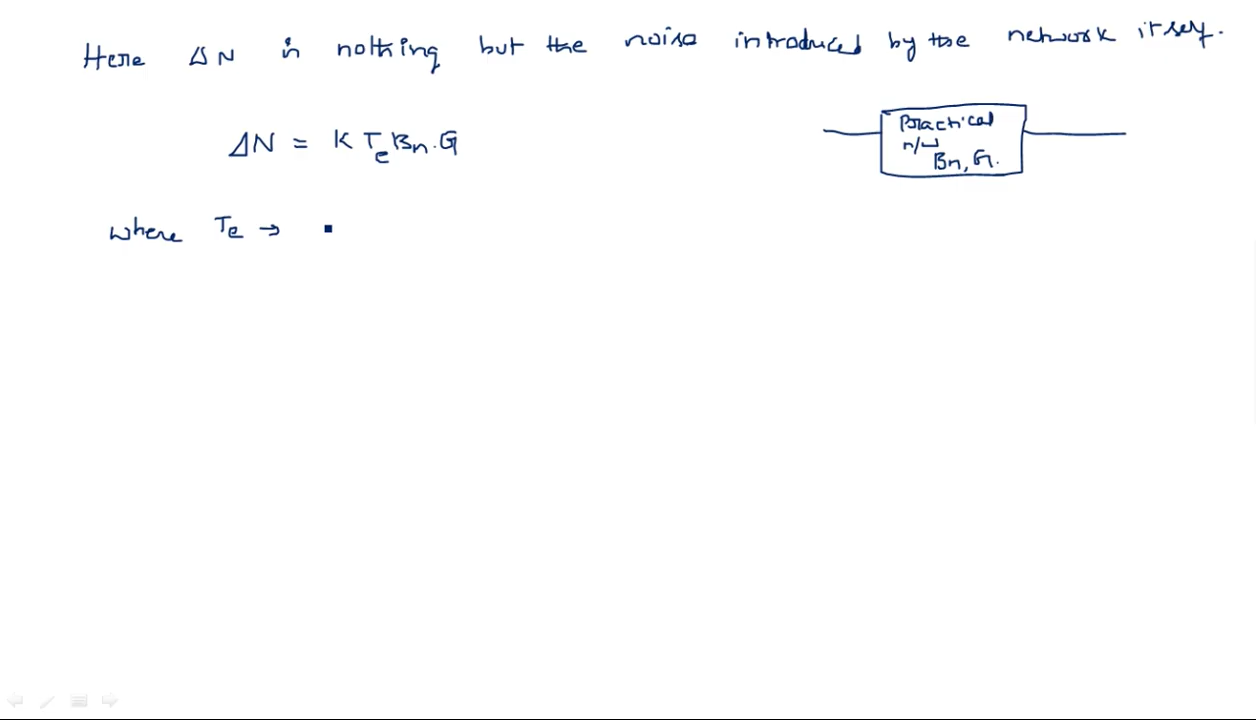 Here ΔN is nothing but the noise introduced by the network itself.
ΔN = K Te Bn . G
Practical
n/w
Bn, G.
where Te →